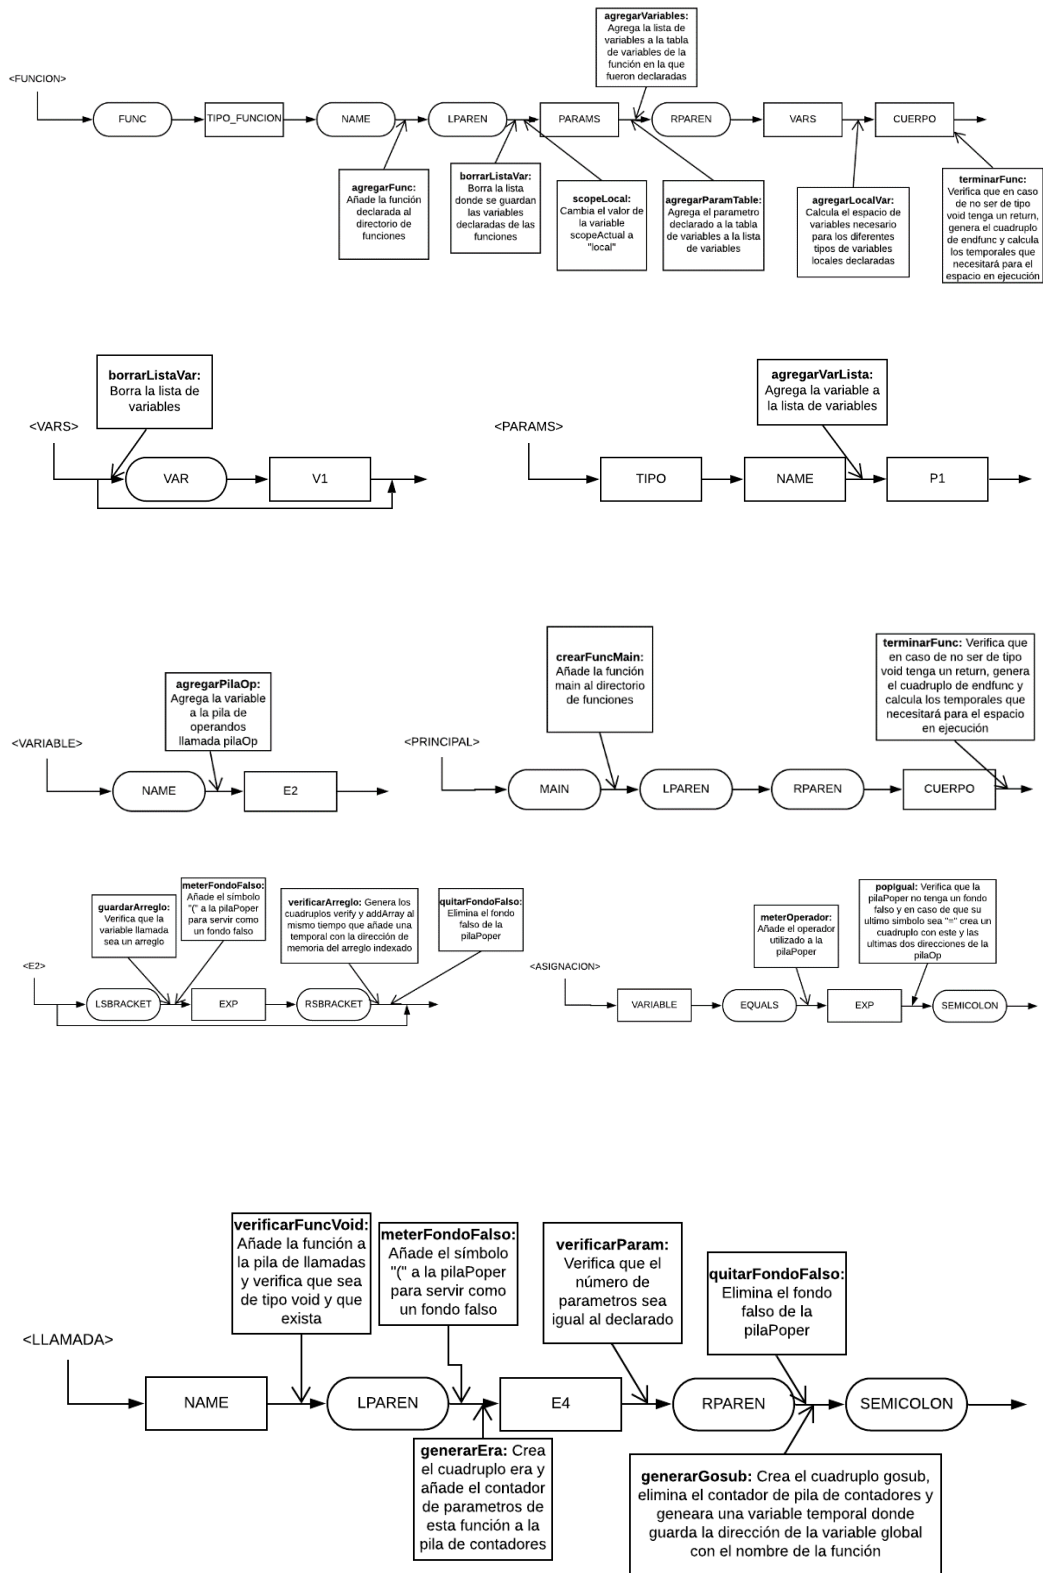 agregarVariables:
Agrega la lista de
variables a la tabla
de variables de la
función en la que
fueron declaradas
<FUNCION>
FUNC
TIPO_FUNCION
NAME
LPAREN
PARAMS
RPAREN
VARS
CUERPO
agregarFunc:
Añade la función
declarada al
directorio de
funciones
borrarListaVar:
Borra la lista
donde se guardan
las variables
declaradas de las
funciones
scopeLocal:
Cambia el valor de
la variable
scopeActual a
"local"
agregarParamTable:
Agrega el parametro
declarado a la tabla
de variables a la lista
de variables
agregarLocalVar:
Calcula el espacio de
variables necesario
para los diferentes
tipos de variables
locales declaradas
terminarFunc:
Verifica que en caso
de no ser de tipo
void tenga un return,
genera el cuadruplo
de endfunc y calcula
los temporales que
necesitará para el
espacio en ejecución
borrarListaVar:
Borra la lista de
variables
<VARS>
VAR
V1
agregarVarLista:
Agrega la variable a
la lista de variables
<PARAMS>
TIPO
NAME
P1
agregarPilaOp:
Agrega la variable
a la pila de
operandos
llamada pilaOp
<VARIABLE>
NAME
E2
crearFuncMain:
Añade la función
main al directorio
de funciones
terminarFunc: Verifica que
en caso de no ser de tipo
void tenga un return, genera
el cuadruplo de endfunc y
calcula los temporales que
necesitará para el espacio
en ejecución
<PRINCIPAL>
MAIN
LPAREN
RPAREN
CUERPO
guardarArreglo:
Verifica que la
variable llamada
sea un arreglo
meterFondoFalso:
Añade el símbolo
"(" a la pilaPoper
para servir como
un fondo falso
verificarArreglo: Genera los
cuadruplos verify y addArray al
mismo tiempo que añade una
temporal con la dirección de
memoria del arreglo indexado
quitarFondoFalso:
Elimina el fondo
falso de la
pilaPoper
<E2>
LSBRACKET
EXP
RSBRACKET
meterOperador:
Añade el operador
utilizado a la
pilaPoper
popIgual: Verifica que la
pilaPoper no tenga un fondo
falso y en caso de que su
ultimo simbolo sea "=" crea un
cuadruplo con este y las
ultimas dos direcciones de la
pilaOp
<ASIGNACION>
VARIABLE
EQUALS
EXP
SEMICOLON
verificarFuncVoid:
Añade la función a
la pila de llamadas
y verifica que sea
de tipo void y que
exista
meterFondoFalso:
Añade el símbolo
"(" a la pilaPoper
para servir como
un fondo falso
verificarParam:
Verifica que el
número de
parametros sea
igual al declarado
quitarFondoFalso:
Elimina el fondo
falso de la
pilaPoper
<LLAMADA>
NAME
LPAREN
E4
RPAREN
SEMICOLON
generarEra: Crea
el cuadruplo era y
añade el contador
de parametros de
esta función a la
pila de contadores
generarGosub: Crea el cuadruplo gosub,
elimina el contador de pila de contadores y
geneara una variable temporal donde
guarda la dirección de la variable global
con el nombre de la función